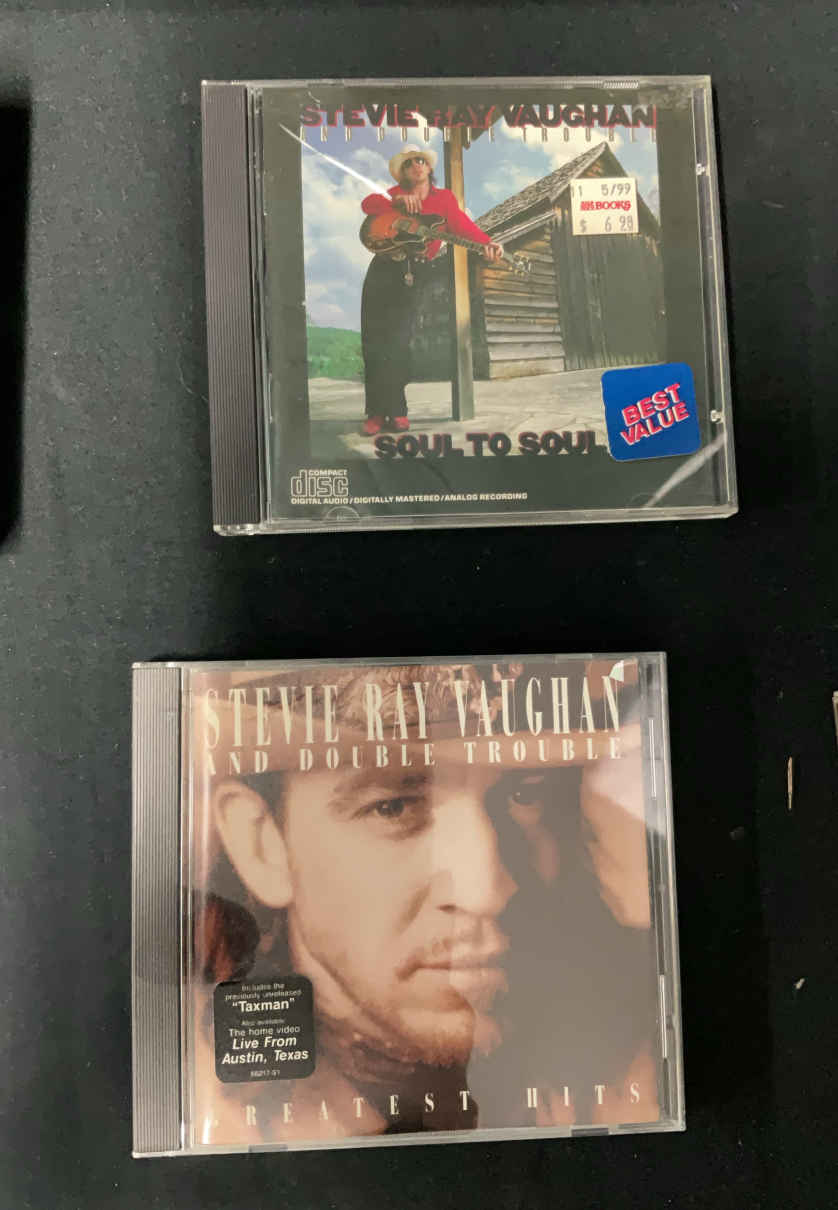 STEVIE RAY VAUGHAN
AND DOUBLE TROUBLE
1 5/99
BOOKS
$ 6 28
BEST
VALUE
SOUL TO SOUL
COMPACT
disc
DIGITAL AUDIO / DIGITALLY MASTERED / ANALOG RECORDING
STEVIE RAY VAUGHAN
AND DOUBLE TROUBLE
Includes the
previously unreleased
"Taxman"
Also available
The home video
Live From
Austin, Texas
GREATEST HITS